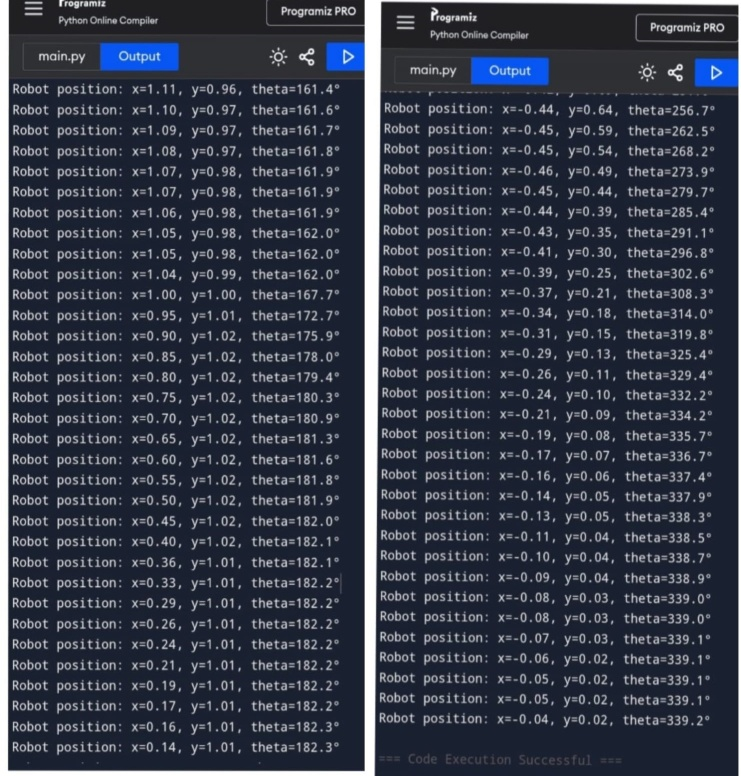 Programiz
Python Online Compiler
Programiz PRO
main.py
Output
Robot position: x=1.11, y=0.96, theta=161.4°
Robot position: x=1.10, y=0.97, theta=161.6°
Robot position: x=1.09, y=0.97, theta=161.7°
Robot position: x=1.08, y=0.97, theta=161.8°
Robot position: x=1.07, y=0.98, theta=161.9°
Robot position: x=1.07, y=0.98, theta=161.9°
Robot position: x=1.06, y=0.98, theta=161.9°
Robot position: x=1.05, y=0.98, theta=162.0°
Robot position: x=1.05, y=0.98, theta=162.0°
Robot position: x=1.04, y=0.99, theta=162.0°
Robot position: x=1.00, y=1.00, theta=167.7°
Robot position: x=0.95, y=1.01, theta=172.7°
Robot position: x=0.90, y=1.02, theta=175.9°
Robot position: x=0.85, y=1.02, theta=178.0°
Robot position: x=0.80, y=1.02, theta=179.4°
Robot position: x=0.75, y=1.02, theta=180.3°
Robot position: x=0.70, y=1.02, theta=180.9°
Robot position: x=0.65, y=1.02, theta=181.3°
Robot position: x=0.60, y=1.02, theta=181.6°
Robot position: x=0.55, y=1.02, theta=181.8°
Robot position: x=0.50, y=1.02, theta=181.9°
Robot position: x=0.45, y=1.02, theta=182.0°
Robot position: x=0.40, y=1.02, theta=182.1°
Robot position: x=0.36, y=1.01, theta=182.1°
Robot position: x=0.33, y=1.01, theta=182.2°
Robot position: x=0.29, y=1.01, theta=182.2°
Robot position: x=0.26, y=1.01, theta=182.2°
Robot position: x=0.24, y=1.01, theta=182.2°
Robot position: x=0.21, y=1.01, theta=182.2°
Robot position: x=0.19, y=1.01, theta=182.2°
Robot position: x=0.17, y=1.01, theta=182.2°
Robot position: x=0.16, y=1.01, theta=182.3°
Robot position: x=0.14, y=1.01, theta=182.3°
Programiz
Python Online Compiler
Programiz PRO
main.py
Output
Robot position: x=-0.44, y=0.64, theta=256.7°
Robot position: x=-0.45, y=0.59, theta=262.5°
Robot position: x=-0.45, y=0.54, theta=268.2°
Robot position: x=-0.46, y=0.49, theta=273.9°
Robot position: x=-0.45, y=0.44, theta=279.7°
Robot position: x=-0.44, y=0.39, theta=285.4°
Robot position: x=-0.43, y=0.35, theta=291.1°
Robot position: x=-0.41, y=0.30, theta=296.8°
Robot position: x=-0.39, y=0.25, theta=302.6°
Robot position: x=-0.37, y=0.21, theta=308.3°
Robot position: x=-0.34, y=0.18, theta=314.0°
Robot position: x=-0.31, y=0.15, theta=319.8°
Robot position: x=-0.29, y=0.13, theta=325.4°
Robot position: x=-0.26, y=0.11, theta=329.4°
Robot position: x=-0.24, y=0.10, theta=332.2°
Robot position: x=-0.21, y=0.09, theta=334.2°
Robot position: x=-0.19, y=0.08, theta=335.7°
Robot position: x=-0.17, y=0.07, theta=336.7°
Robot position: x=-0.16, y=0.06, theta=337.4°
Robot position: x=-0.14, y=0.05, theta=337.9°
Robot position: x=-0.13, y=0.05, theta=338.3°
Robot position: x=-0.11, y=0.04, theta=338.5°
Robot position: x=-0.10, y=0.04, theta=338.7°
Robot position: x=-0.09, y=0.04, theta=338.9°
Robot position: x=-0.08, y=0.03, theta=339.0°
Robot position: x=-0.08, y=0.03, theta=339.0°
Robot position: x=-0.07, y=0.03, theta=339.1°
Robot position: x=-0.06, y=0.02, theta=339.1°
Robot position: x=-0.05, y=0.02, theta=339.1°
Robot position: x=-0.05, y=0.02, theta=339.1°
Robot position: x=-0.04, y=0.02, theta=339.2°
=== Code Execution Successful ===